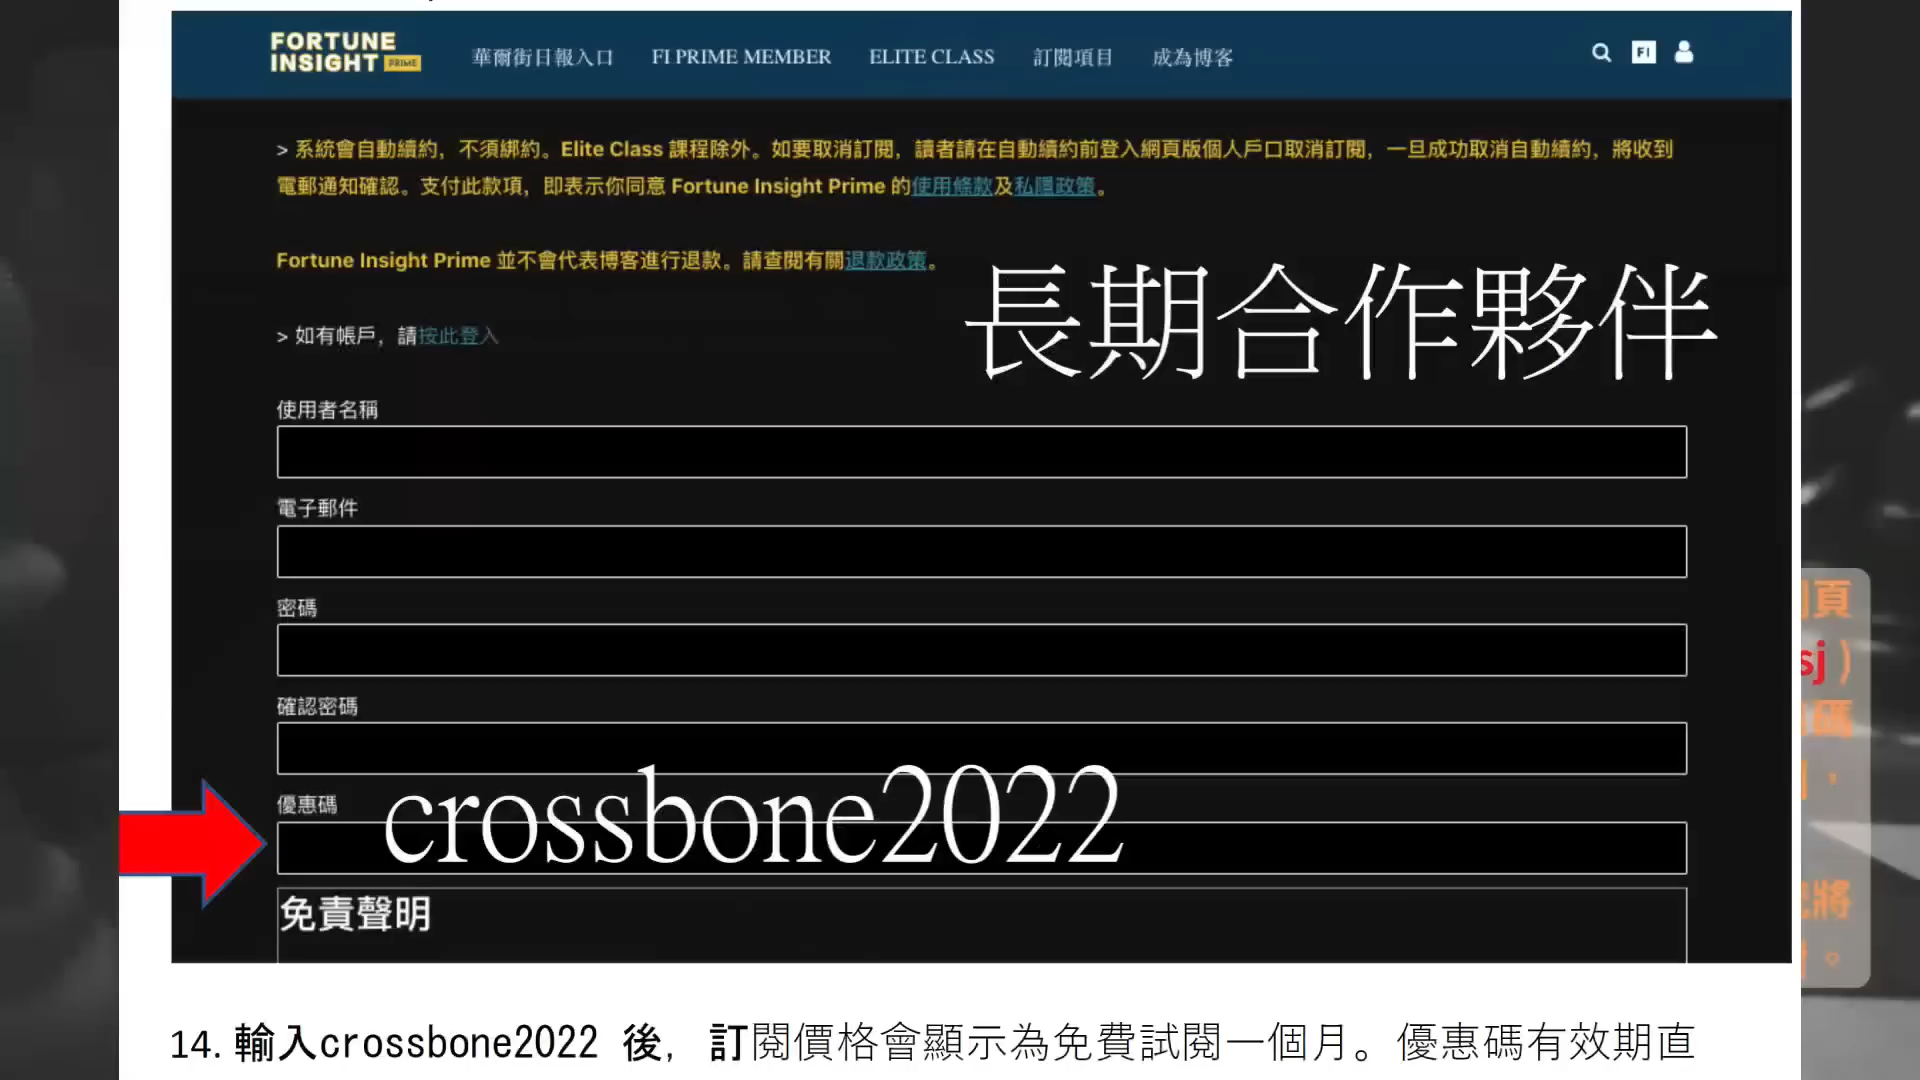 FORTUNE
INSIGHT PRIME
華爾街日報入口 FI PRIME MEMBER ELITE CLASS 訂閱項目 成為博客
FI
> 系統會自動續約，不須綁約。Elite Class 課程除外。如要取消訂閱，讀者請在自動續約前登入網頁版個人戶口取消訂閱，一旦成功取消自動續約，將收到
電郵通知確認。支付此款項，即表示你同意 Fortune Insight Prime 的使用條款及私隱政策。
Fortune Insight Prime 並不會代表博客進行退款。請查閱有關退款政策。
長期合作夥伴
> 如有帳戶，請按此登入
使用者名稱
電子郵件
密碼
頁
sj )
確認密碼
碼
優惠碼
crossbone2022
免責聲明
將
。
14. 輸入crossbone2022 後，訂閱價格會顯示為免費試閱一個月。優惠碼有效期直